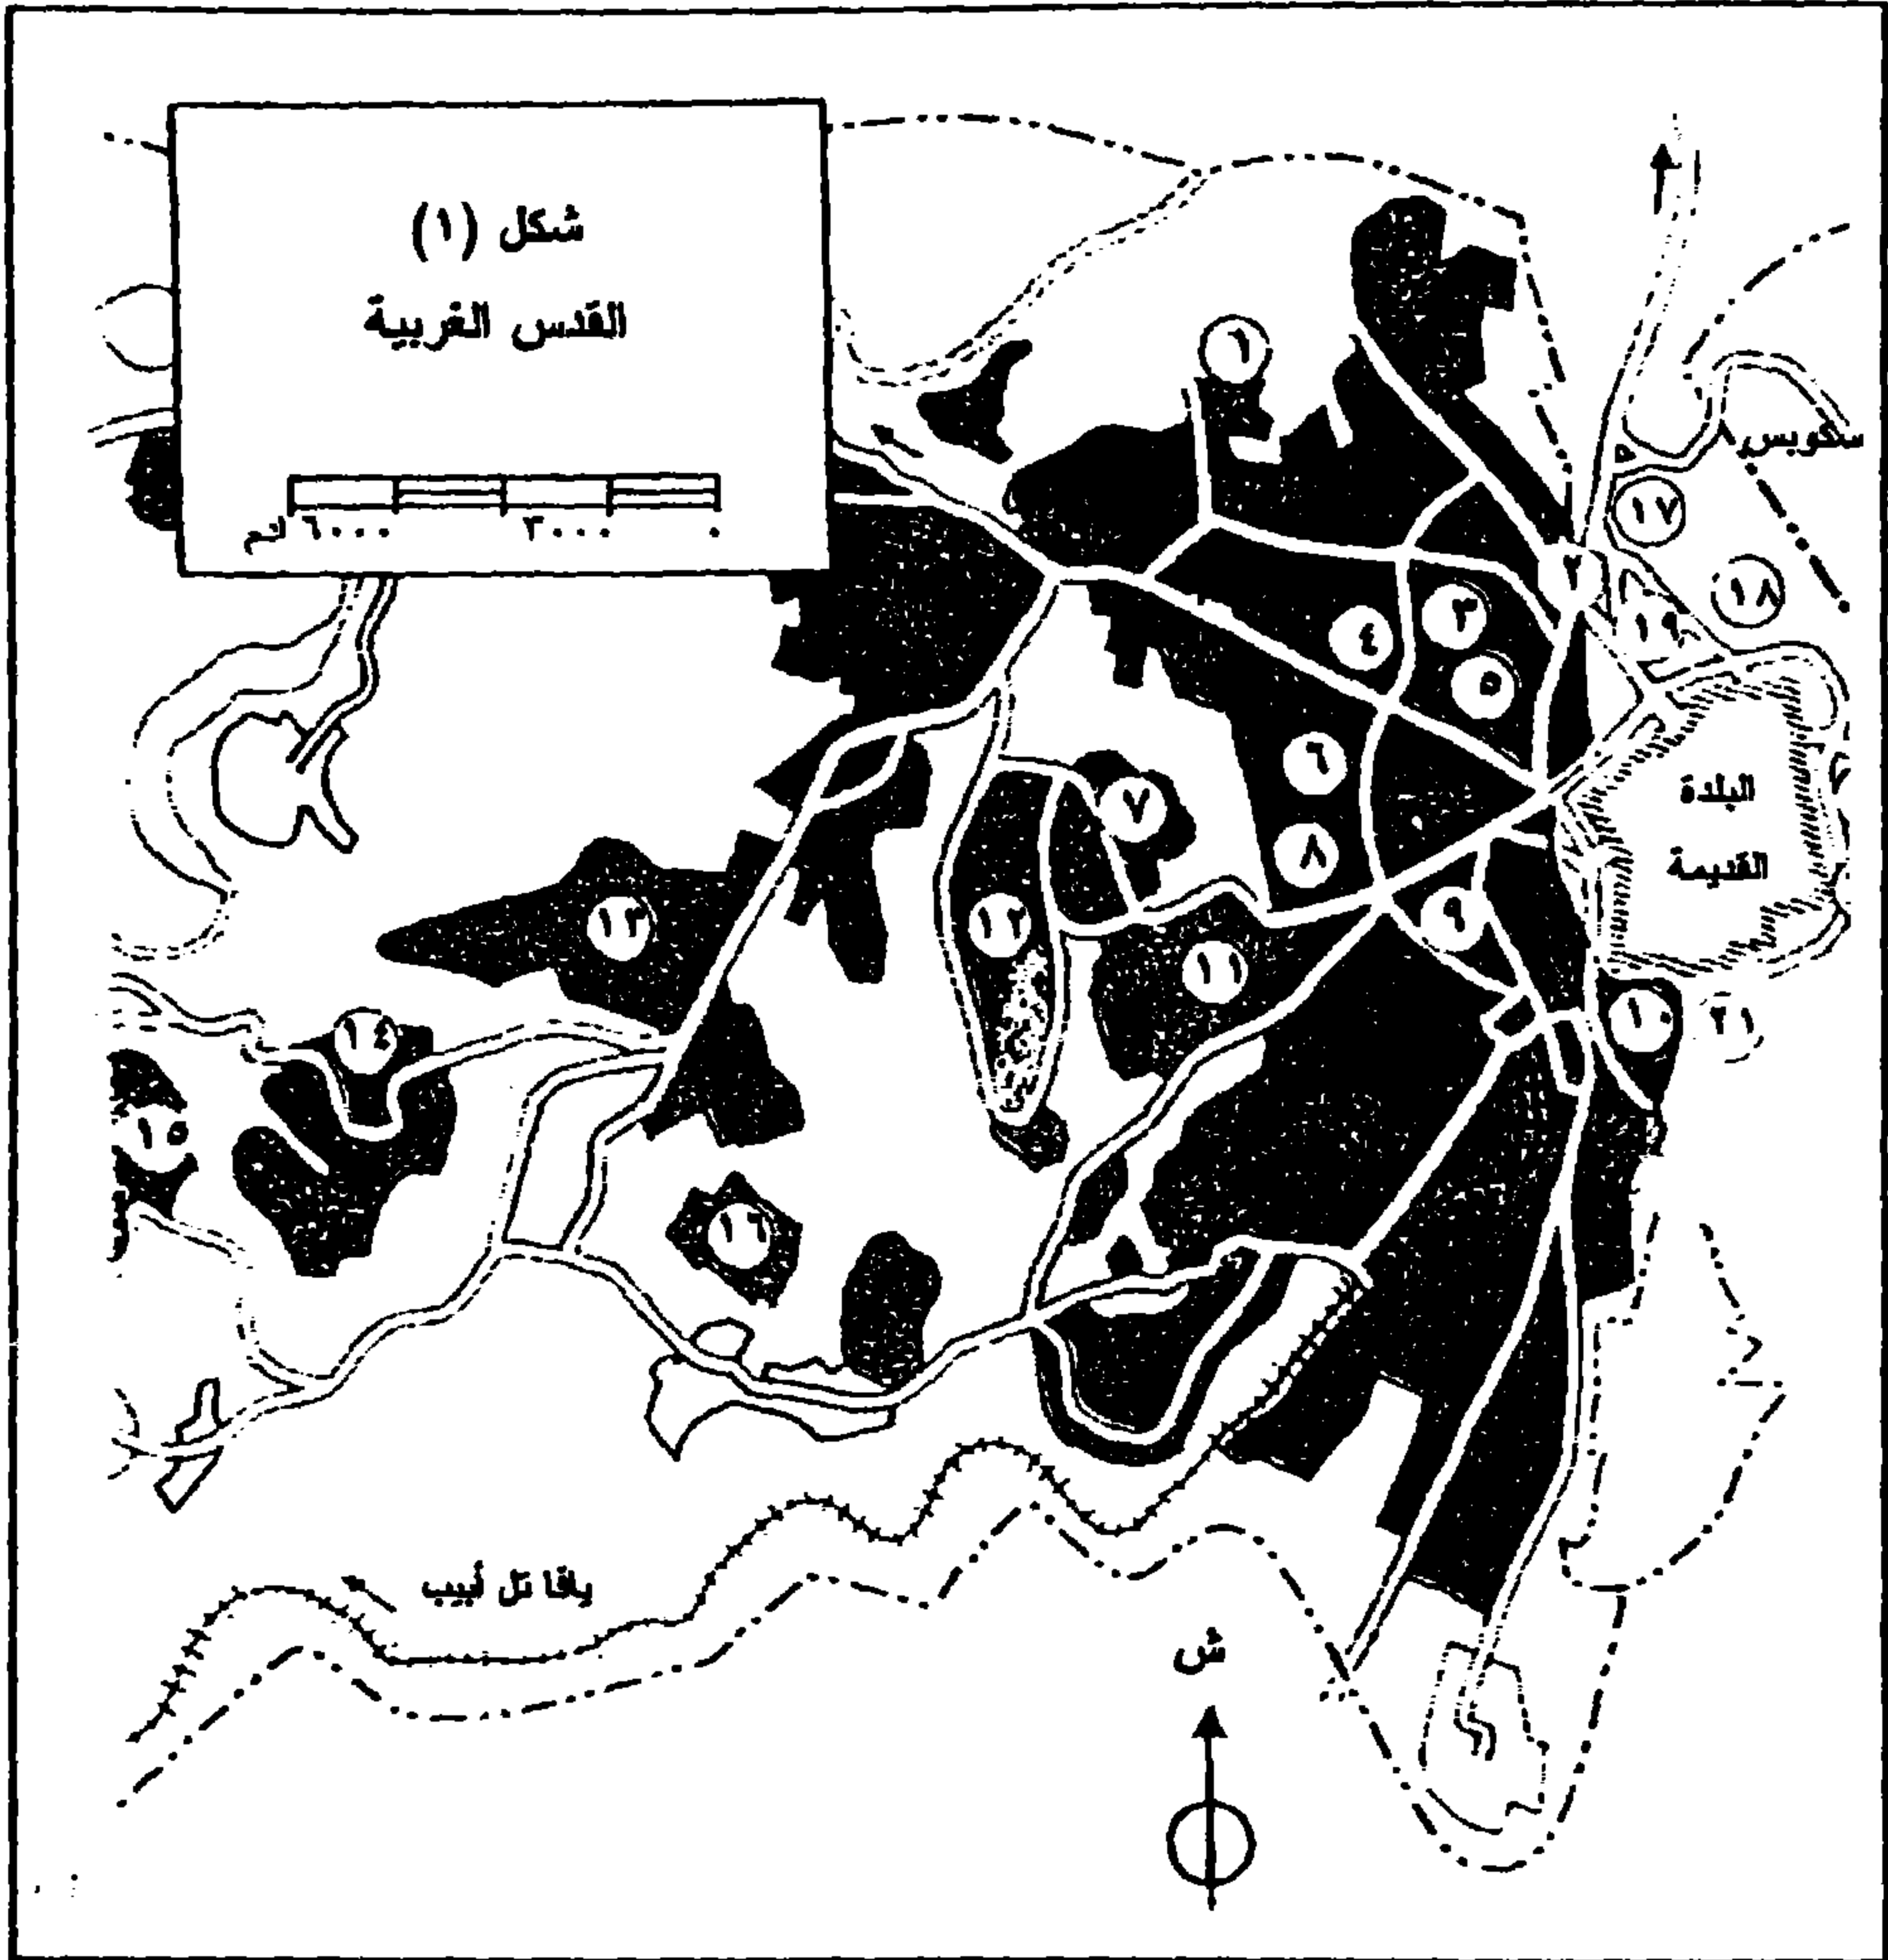 شكل (١)
القدس الغربية
٦٠٠٠ كم
٣٠٠٠
٠
١
سكوبس
١٧
٢
١٨
٣
١٩
٤
٥
البلدة
القديمة
٦
٧
٨
٩
١٢
١٣
١١
١٠
٢١
١٤
١٥
١٦
يافا تل أبيب
ش